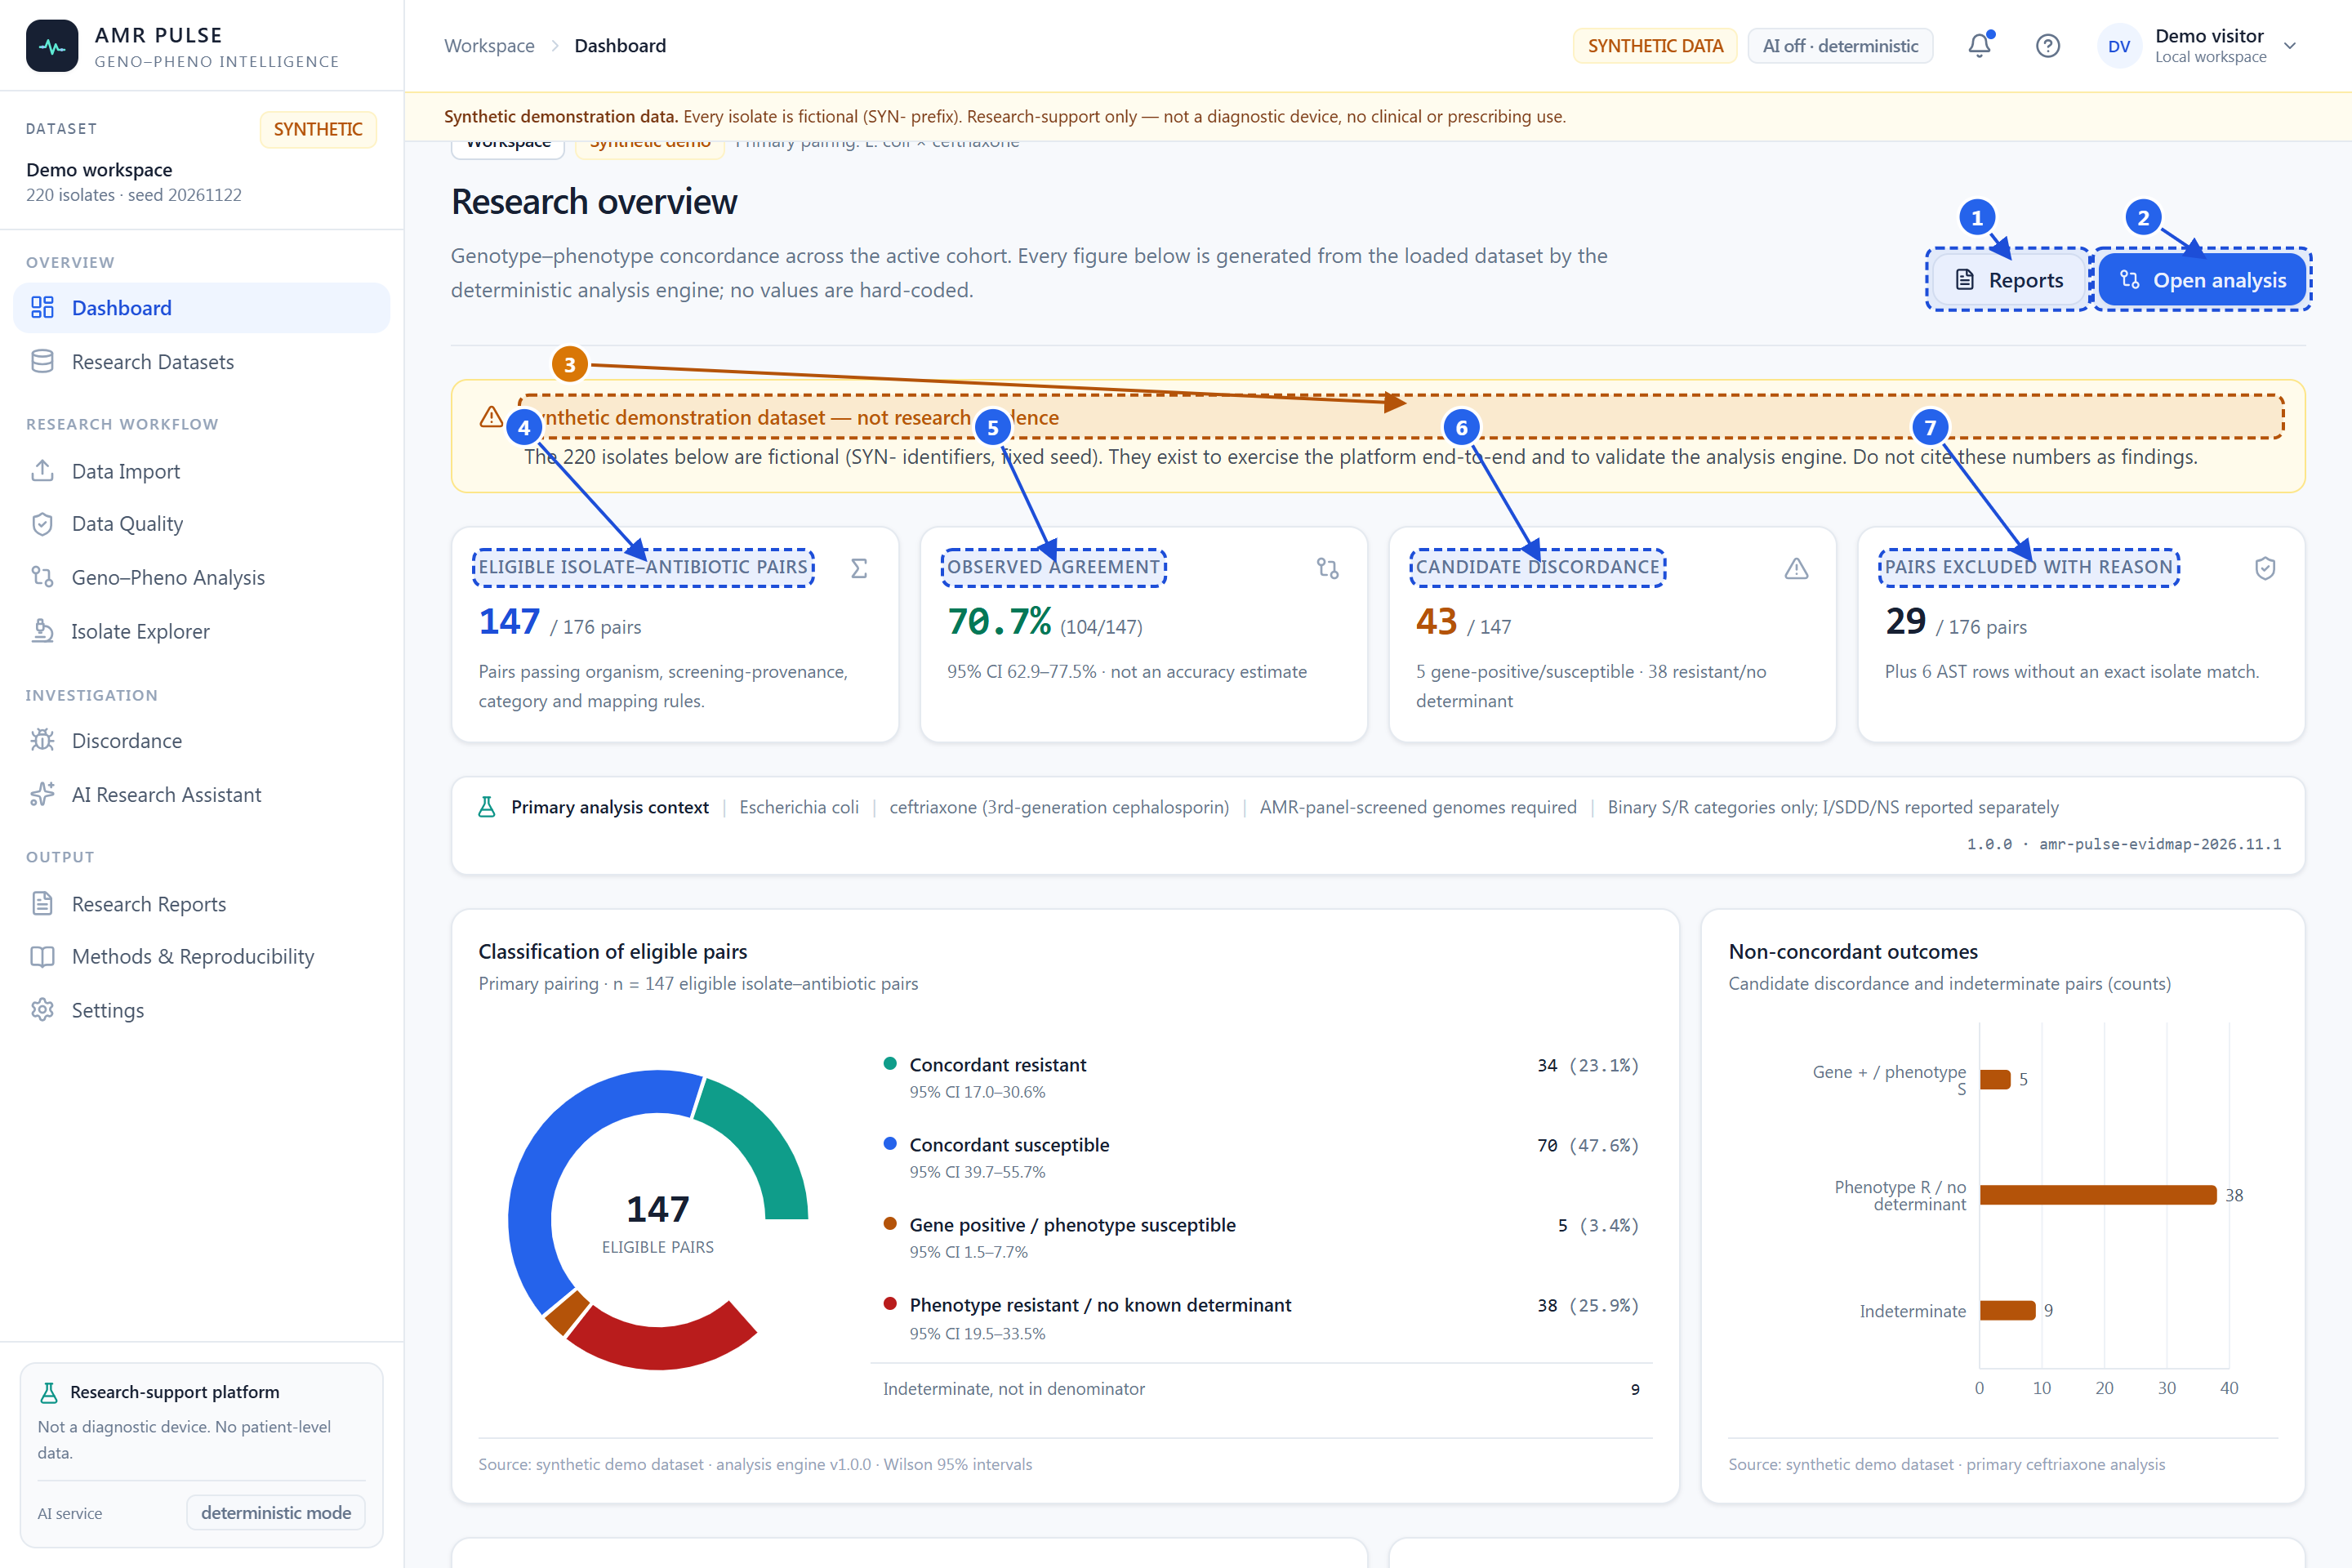 AMR PULSE
GENO–PHENO INTELLIGENCE
DATASET
SYNTHETIC
Demo workspace
220 isolates · seed 20261122
OVERVIEW
Dashboard
Research Datasets
RESEARCH WORKFLOW
Data Import
Data Quality
Geno–Pheno Analysis
Isolate Explorer
INVESTIGATION
Discordance
AI Research Assistant
OUTPUT
Research Reports
Methods & Reproducibility
Settings
Research-support platform
Not a diagnostic device. No patient-level
data.
AI service
deterministic mode
Workspace > Dashboard
SYNTHETIC DATA
AI off · deterministic
DV
Demo visitor
Local workspace
Synthetic demonstration data. Every isolate is fictional (SYN- prefix). Research-support only — not a diagnostic device, no clinical or prescribing use.
Workspace
Synthetic demo
Primary pairing: E. coli × ceftriaxone
Research overview
Genotype–phenotype concordance across the active cohort. Every figure below is generated from the loaded dataset by the
deterministic analysis engine; no values are hard-coded.
1
2
Reports
Open analysis
3
4
5
6
7
nthetic demonstration dataset — not research dence
The 220 isolates below are fictional (SYN- identifiers, fixed seed). They exist to exercise the platform end-to-end and to validate the analysis engine. Do not cite these numbers as findings.
ELIGIBLE ISOLATE–ANTIBIOTIC PAIRS
147 / 176 pairs
Pairs passing organism, screening-provenance,
category and mapping rules.
OBSERVED AGREEMENT
70.7% (104/147)
95% CI 62.9–77.5% · not an accuracy estimate
CANDIDATE DISCORDANCE
43 / 147
5 gene-positive/susceptible · 38 resistant/no
determinant
PAIRS EXCLUDED WITH REASON
29 / 176 pairs
Plus 6 AST rows without an exact isolate match.
Primary analysis context | Escherichia coli | ceftriaxone (3rd-generation cephalosporin) | AMR-panel-screened genomes required | Binary S/R categories only; I/SDD/NS reported separately
1.0.0 · amr-pulse-evidmap-2026.11.1
Classification of eligible pairs
Primary pairing · n = 147 eligible isolate–antibiotic pairs
147
ELIGIBLE PAIRS
Concordant resistant 34 (23.1%)
95% CI 17.0–30.6%
Concordant susceptible 70 (47.6%)
95% CI 39.7–55.7%
Gene positive / phenotype susceptible 5 (3.4%)
95% CI 1.5–7.7%
Phenotype resistant / no known determinant 38 (25.9%)
95% CI 19.5–33.5%
Indeterminate, not in denominator 9
Source: synthetic demo dataset · analysis engine v1.0.0 · Wilson 95% intervals
Non-concordant outcomes
Candidate discordance and indeterminate pairs (counts)
Gene + / phenotype
S
5
Phenotype R / no
determinant
38
Indeterminate
9
0 10 20 30 40
Source: synthetic demo dataset · primary ceftriaxone analysis